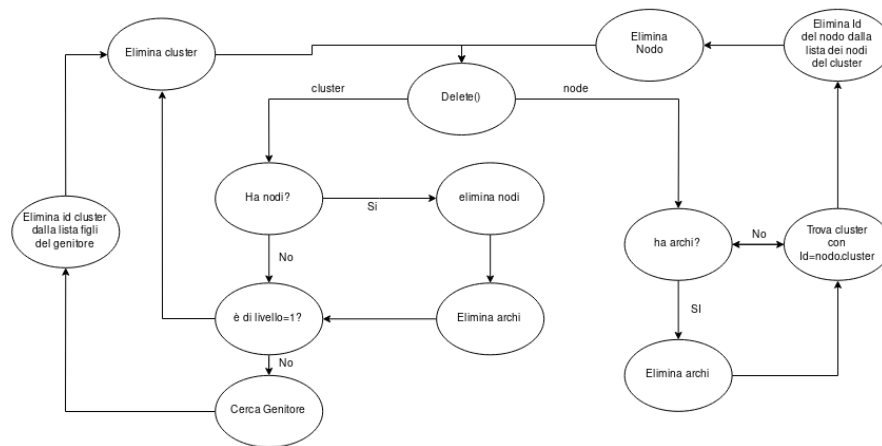 Elimina cluster
Elimina
Nodo
Elimina Id
del nodo dalla
lista dei nodi
del cluster
cluster
Delete()
node
Ha nodi?
Si
elimina nodi
Elimina id cluster
dalla lista figli
del genitore
No
ha archi?
No
Trova cluster
con
Id=nodo.cluster
è di livello=1?
Elimina archi
SI
No
Elimina archi
Cerca Genitore